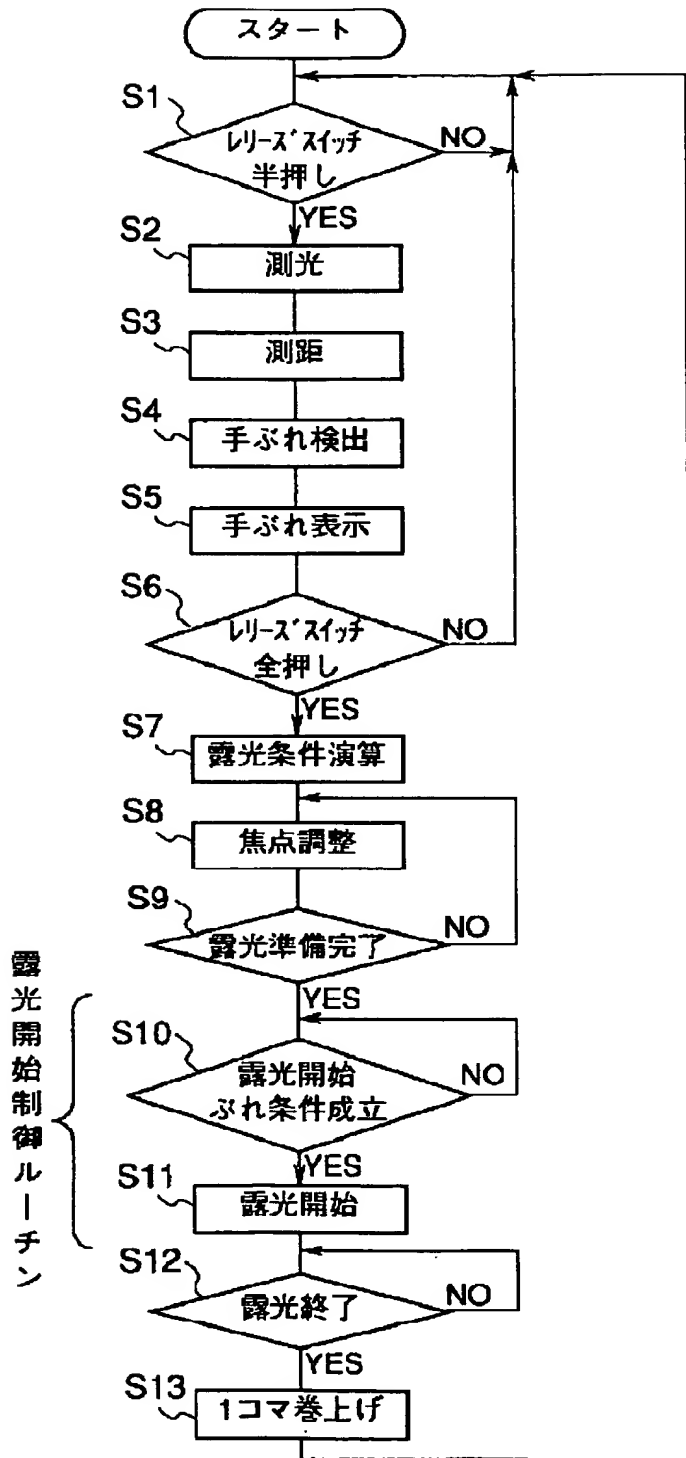 スタート
S1
レリーズスイッチ
半押し
NO
YES
S2
測光
S3
測距
S4
手ぶれ検出
S5
手ぶれ表示
S6
レリーズスイッチ
全押し
NO
YES
S7
露光条件演算
S8
焦点調整
S9
露光準備完了
NO
YES
露光開始制御ルーチン
S10
露光開始
ぶれ条件成立
NO
YES
S11
露光開始
S12
露光終了
NO
YES
S13
1コマ巻上げ